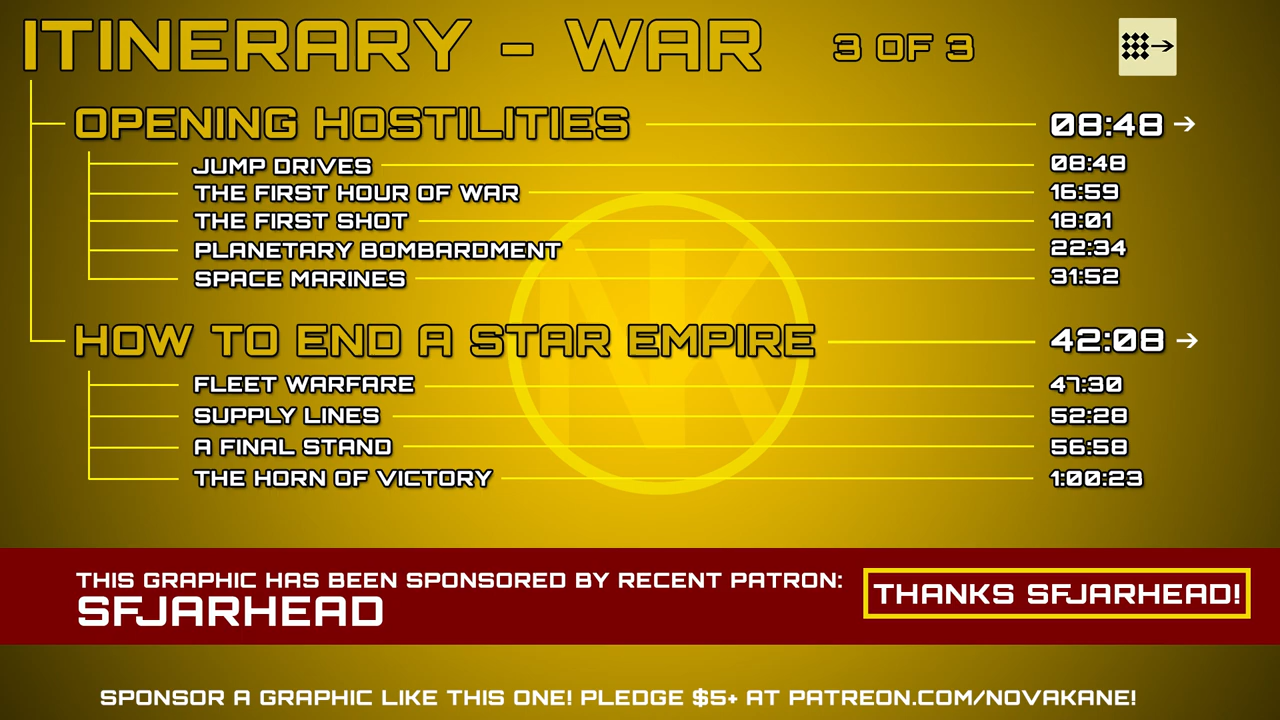 ITINERARY - WAR 3 OF 3
OPENING HOSTILITIES 08:48 →
JUMP DRIVES 08:48
THE FIRST HOUR OF WAR 16:59
THE FIRST SHOT 18:01
PLANETARY BOMBARDMENT 22:34
SPACE MARINES 31:52
HOW TO END A STAR EMPIRE 42:08 →
FLEET WARFARE 47:30
SUPPLY LINES 52:28
A FINAL STAND 56:58
THE HORN OF VICTORY 1:00:23
NK
THIS GRAPHIC HAS BEEN SPONSORED BY RECENT PATRON:
SFJARHEAD
THANKS SFJARHEAD!
SPONSOR A GRAPHIC LIKE THIS ONE! PLEDGE $5+ AT PATREON.COM/NOVAKANE!